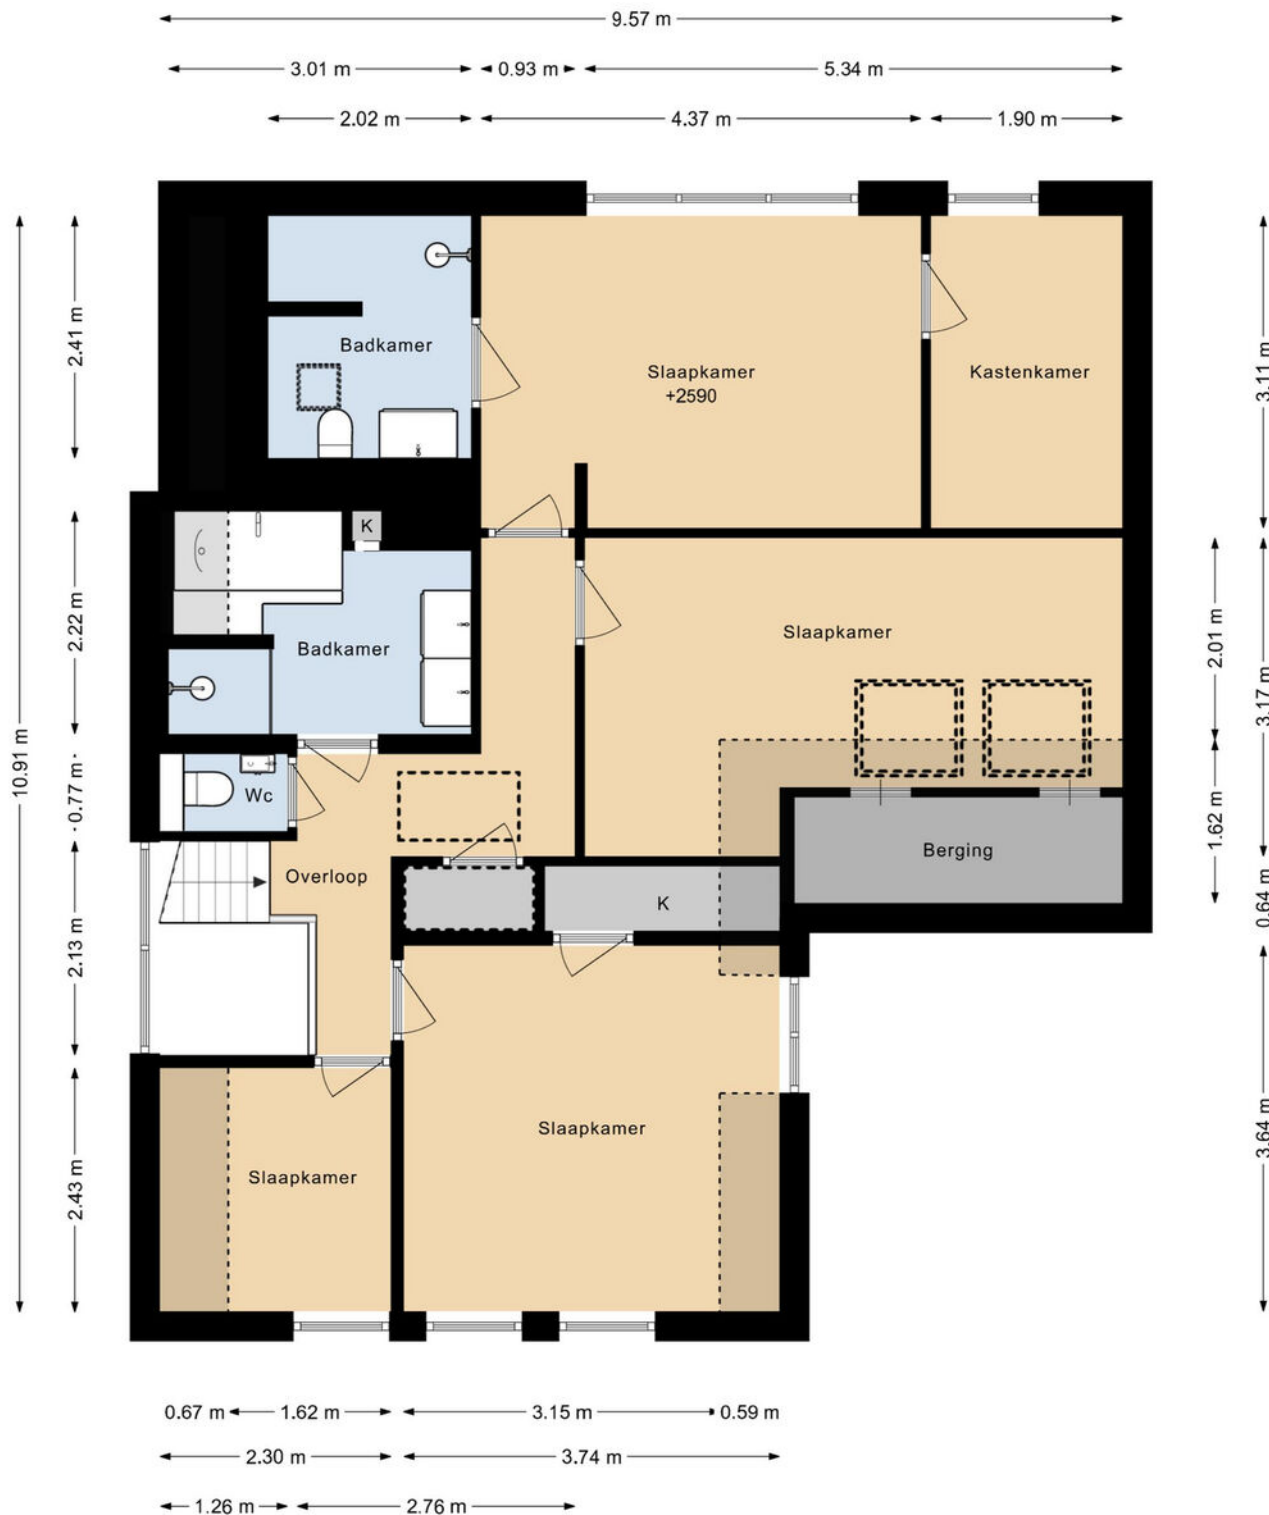 9.57 m
3.01 m
0.93 m
5.34 m
2.02 m
4.37 m
1.90 m
10.91 m
2.41 m
2.22 m
0.77 m
2.13 m
2.43 m
Badkamer
Slaapkamer
+2590
Kastenkamer
K
Badkamer
Slaapkamer
Wc
Overloop
Berging
K
Slaapkamer
Slaapkamer
3.11 m
2.01 m
3.17 m
1.62 m
0.64 m
3.64 m
0.67 m
1.62 m
3.15 m
0.59 m
2.30 m
3.74 m
1.26 m
2.76 m